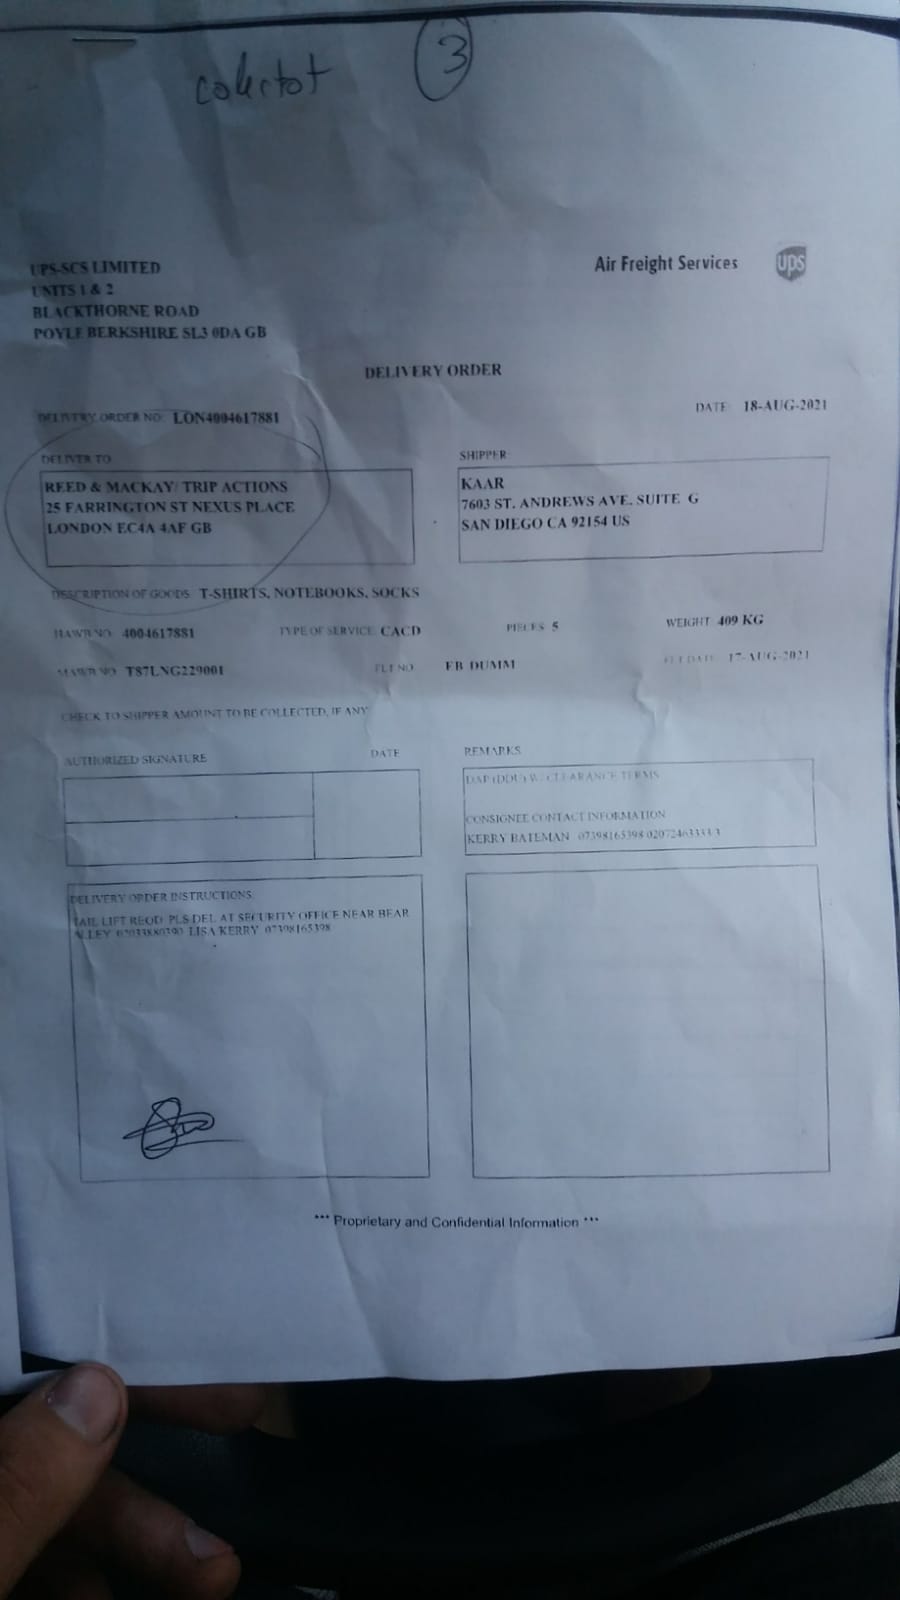 colectot 3
UPS-SCS LIMITED
UNITS 1 & 2
BLACKTHORNE ROAD
POYLE BERKSHIRE SL3 0DA GB
Air Freight Services
ups
DELIVERY ORDER
DELIVERY ORDER NO: LON4004617881
DATE 18-AUG-2021
DELIVER TO
REED & MACKAY/ TRIP ACTIONS
25 FARRINGTON ST NEXUS PLACE
LONDON EC4A 4AF GB
SHIPPER
KAAR
7603 ST. ANDREWS AVE. SUITE G
SAN DIEGO CA 92154 US
DESCRIPTION OF GOODS T-SHIRTS, NOTEBOOKS, SOCKS
HAWB NO 4004617881 TYPE OF SERVICE CACD PIECES 5 WEIGHT 409 KG
MAWB NO T87LNG229001 FLT NO FB DUMM FLT DATE 17-AUG-2021
CHECK TO SHIPPER AMOUNT TO BE COLLECTED, IF ANY
AUTHORIZED SIGNATURE DATE
REMARKS
DAP (DDU) W/ CLEARANCE TERMS
CONSIGNEE CONTACT INFORMATION
KERRY BATEMAN 07398165398
DELIVERY ORDER INSTRUCTIONS
TAIL LIFT REQD PLS DEL AT SECURITY OFFICE NEAR BEAR
ALLEY 02033880390 LISA KERRY 07398165398
*** Proprietary and Confidential Information ***